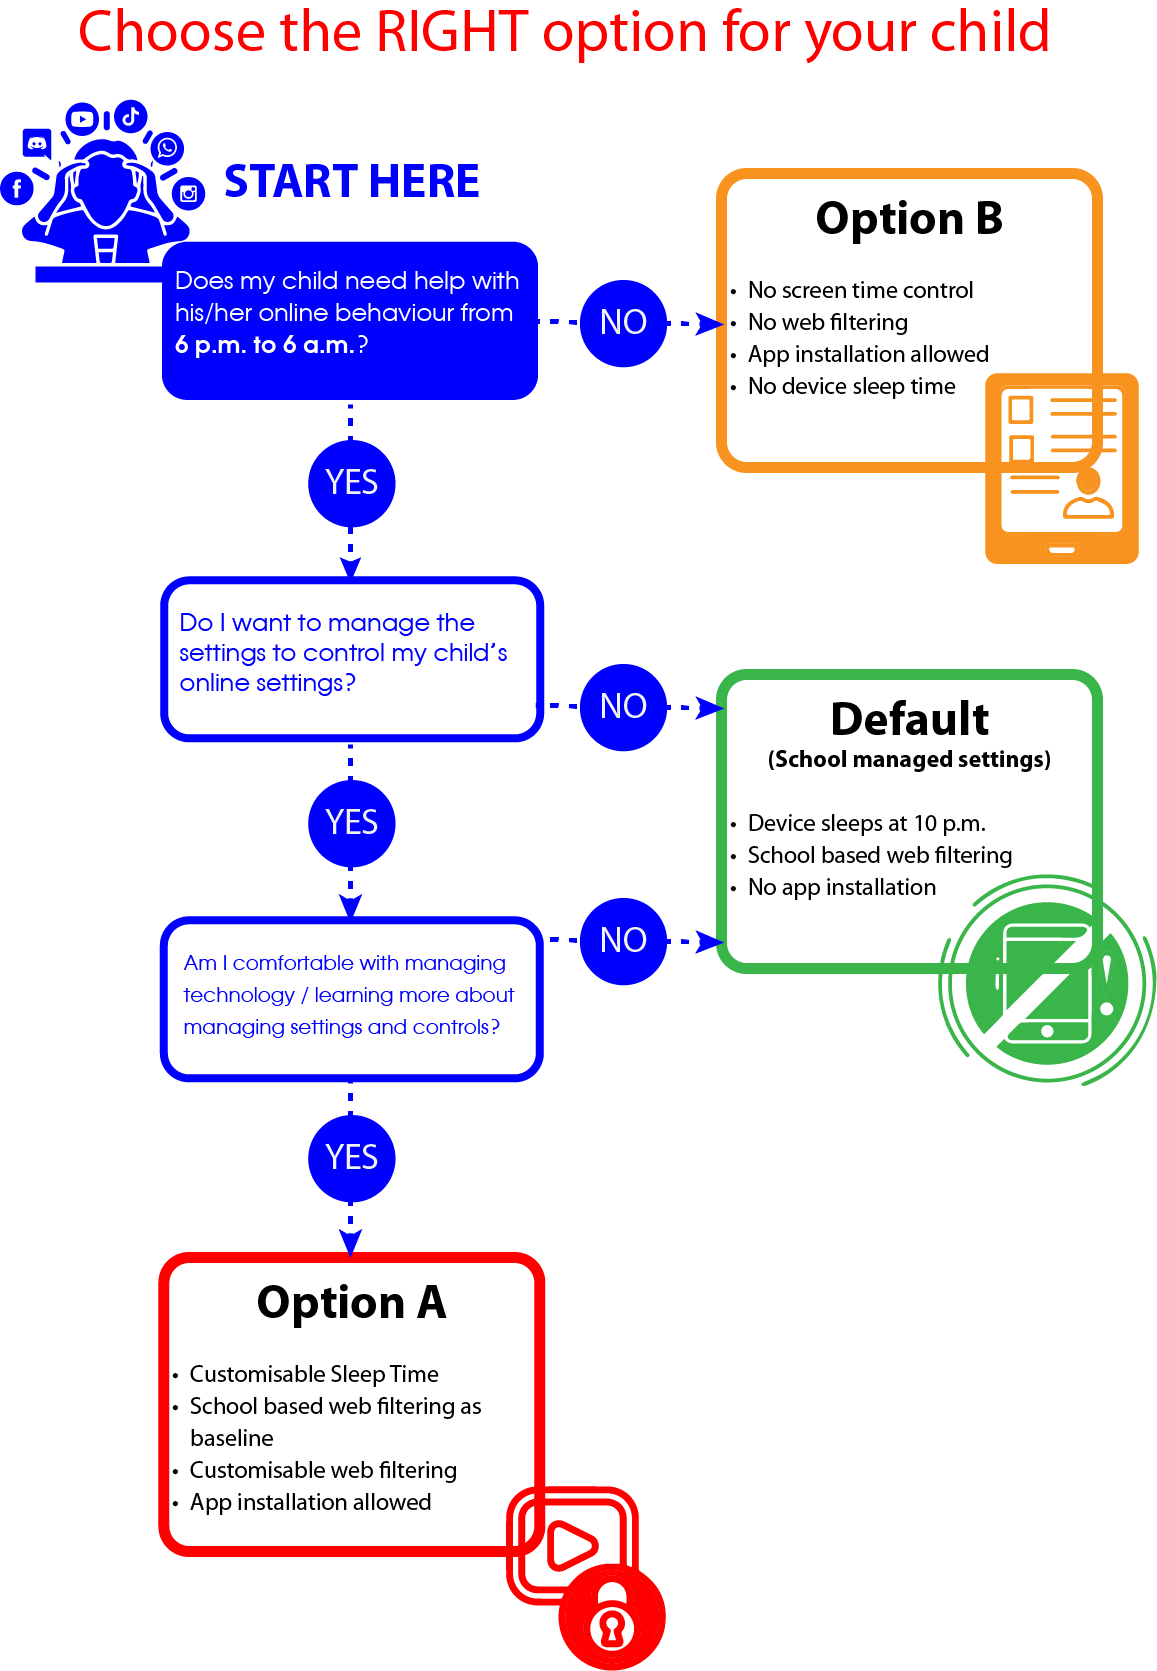 Choose the RIGHT option for your child
START HERE
Does my child need help with
his/her online behaviour from
6 p.m. to 6 a.m.?
NO
Option B
• No screen time control
• No web filtering
• App installation allowed
• No device sleep time
YES
Do I want to manage the
settings to control my child's
online settings?
NO
Default
(School managed settings)
• Device sleeps at 10 p.m.
• School based web filtering
• No app installation
YES
Am I comfortable with managing
technology / learning more about
managing settings and controls?
NO
YES
Option A
• Customisable Sleep Time
• School based web filtering as
baseline
• Customisable web filtering
• App installation allowed